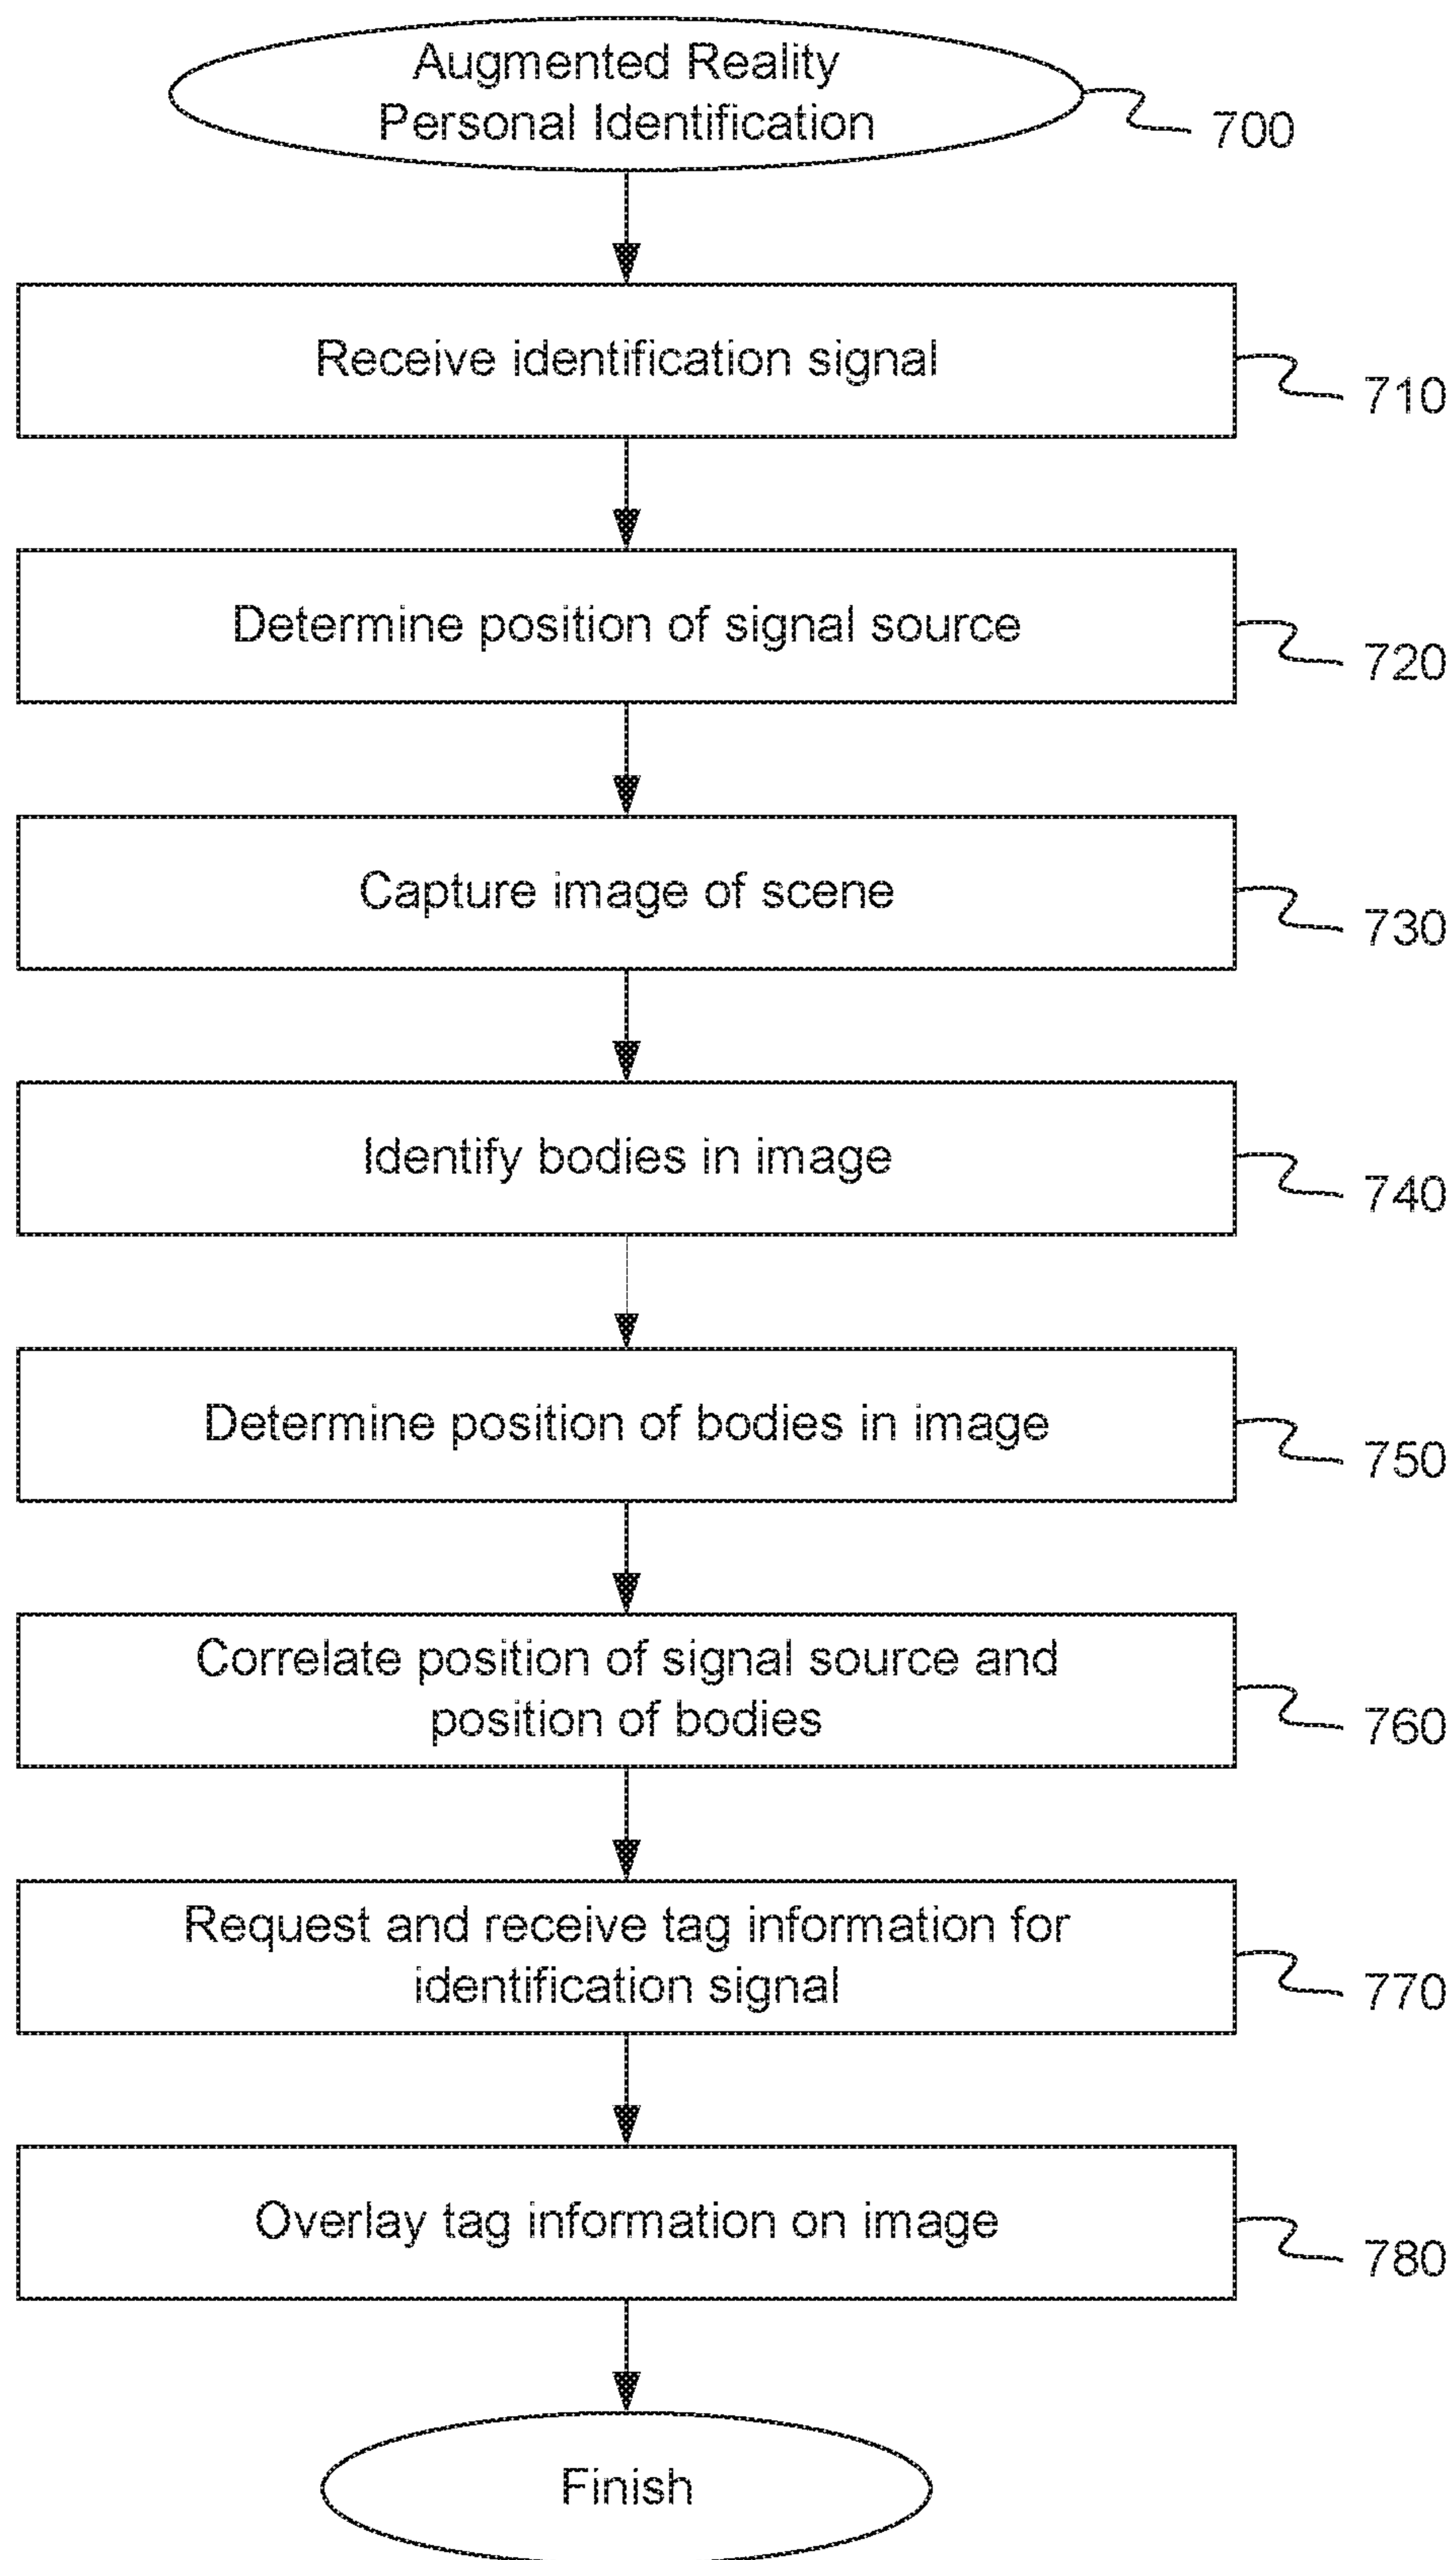 Augmented Reality
Personal Identification
700
Receive identification signal
710
Determine position of signal source
720
Capture image of scene
730
Identify bodies in image
740
Determine position of bodies in image
750
Correlate position of signal source and
position of bodies
760
Request and receive tag information for
identification signal
770
Overlay tag information on image
780
Finish